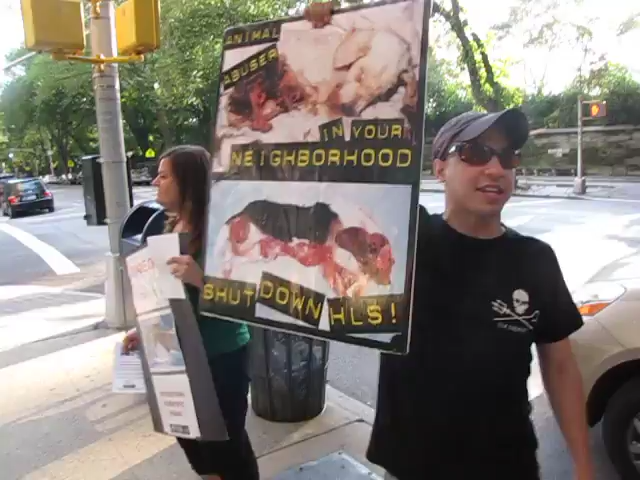 ANIMAL
ABUSER
IN YOUR
NEIGHBORHOOD
SHUT DOWN HLS!